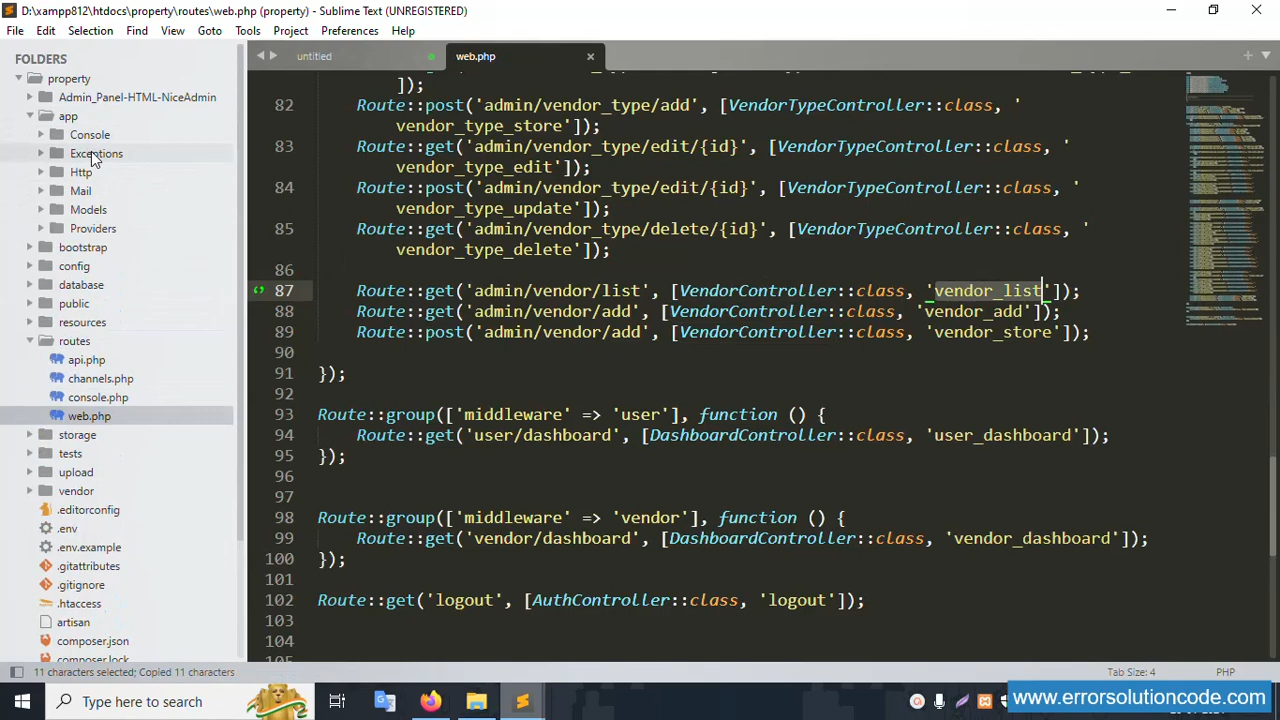 D:\xampp812\htdocs\property\routes\web.php (property) - Sublime Text (UNREGISTERED)
File Edit Selection Find View Goto Tools Project Preferences Help
FOLDERS
property
Admin_Panel-HTML-NiceAdmin
app
Console
Exceptions
Http
Mail
Models
Providers
bootstrap
config
database
public
resources
routes
api.php
channels.php
console.php
web.php
storage
tests
upload
vendor
.editorconfig
.env
.env.example
.gitattributes
.gitignore
.htaccess
artisan
composer.json
composer.lock
untitled
web.php
]);
82 Route::post('admin/vendor_type/add', [VendorTypeController::class, '
vendor_type_store']);
83 Route::get('admin/vendor_type/edit/{id}', [VendorTypeController::class, '
vendor_type_edit']);
84 Route::post('admin/vendor_type/edit/{id}', [VendorTypeController::class, '
vendor_type_update']);
85 Route::get('admin/vendor_type/delete/{id}', [VendorTypeController::class, '
vendor_type_delete']);
86
87 Route::get('admin/vendor/list', [VendorController::class, 'vendor_list']);
88 Route::get('admin/vendor/add', [VendorController::class, 'vendor_add']);
89 Route::post('admin/vendor/add', [VendorController::class, 'vendor_store']);
90
91 });
92
93 Route::group(['middleware' => 'user'], function () {
94 Route::get('user/dashboard', [DashboardController::class, 'user_dashboard']);
95 });
96
97
98 Route::group(['middleware' => 'vendor'], function () {
99 Route::get('vendor/dashboard', [DashboardController::class, 'vendor_dashboard']);
100 });
101
102 Route::get('logout', [AuthController::class, 'logout']);
103
104
11 characters selected; Copied 11 characters
Tab Size: 4
PHP
Type here to search
www.errorsolutioncode.com